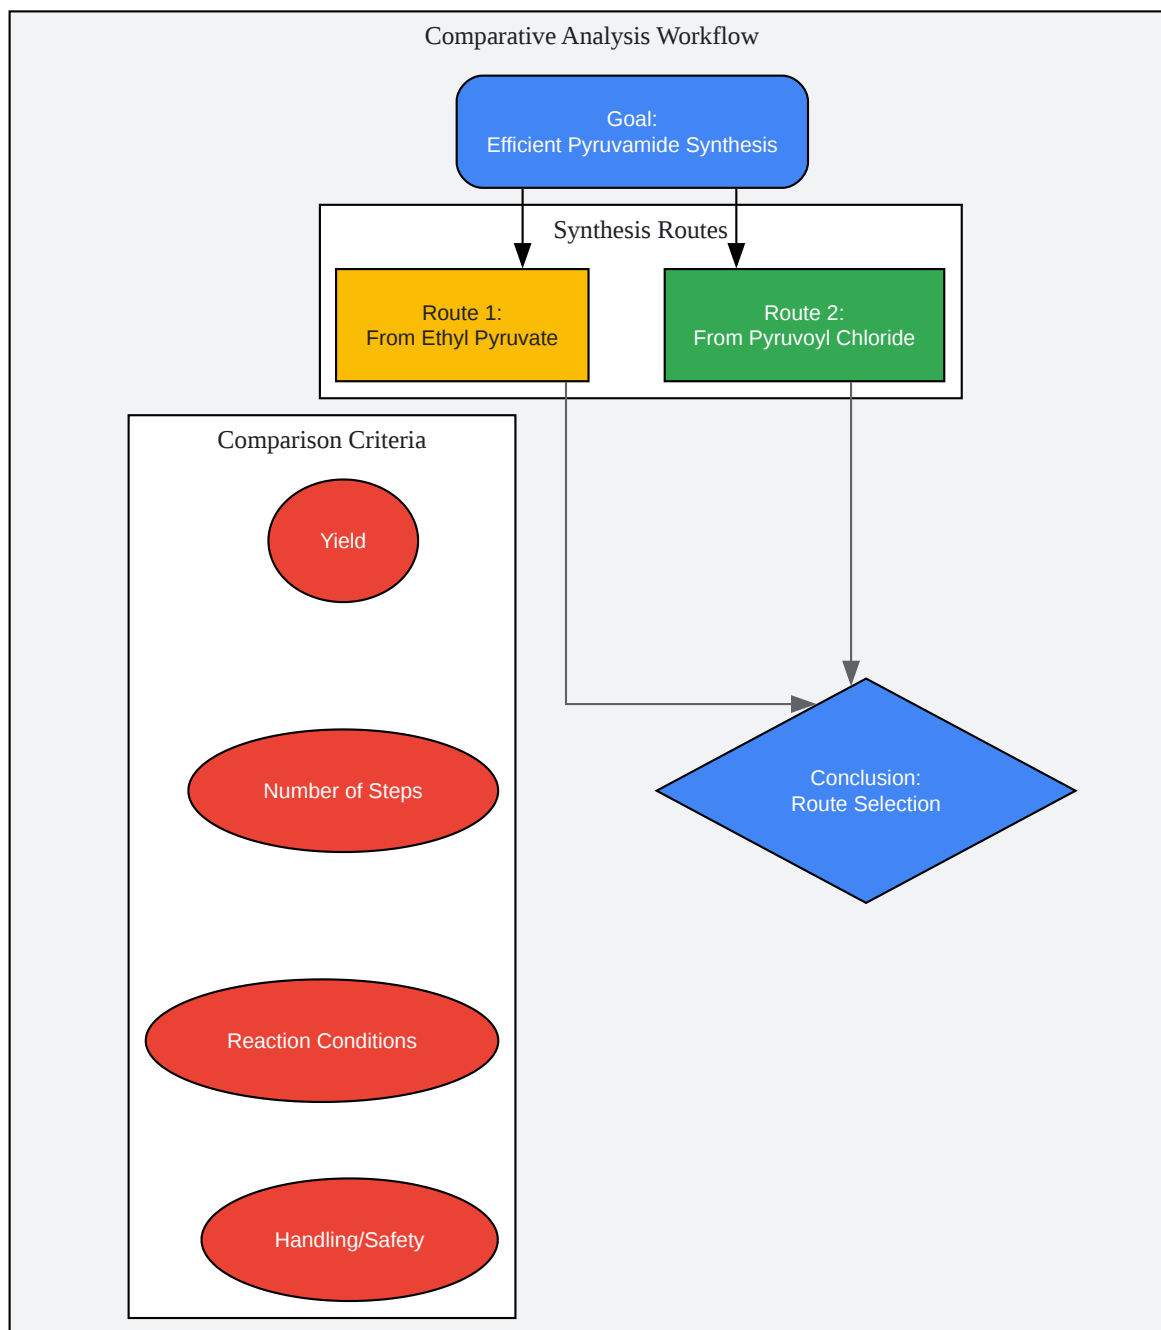 Comparative Analysis Workflow
Goal:
Efficient Pyruvamide Synthesis
Synthesis Routes
Route 1:
From Ethyl Pyruvate
Route 2:
From Pyruvoyl Chloride
Comparison Criteria
Yield
Number of Steps
Conclusion:
Route Selection
Reaction Conditions
Handling/Safety